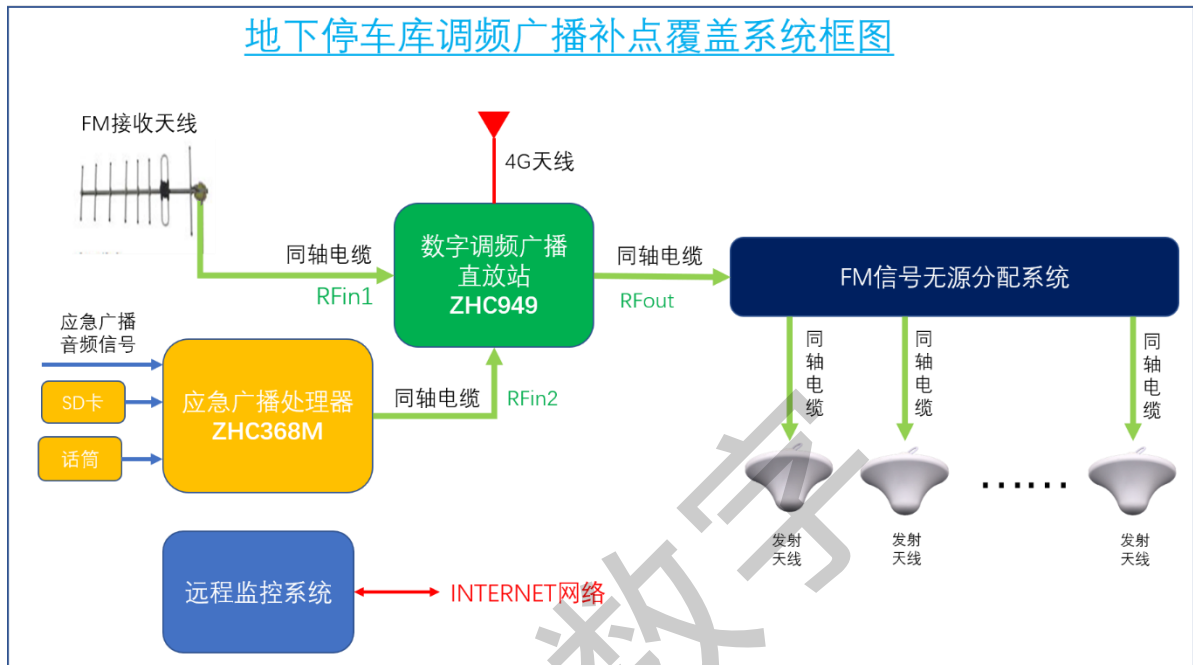 地下停车库调频广播补点覆盖系统框图
FM接收天线
4G天线
同轴电缆
RFin1
数字调频广播
直放站
ZHC949
同轴电缆
RFout
FM信号无源分配系统
应急广播
音频信号
SD卡
话筒
应急广播处理器
ZHC368M
同轴电缆
RFin2
同轴电缆
同轴电缆
同轴电缆
......
发射
天线
发射
天线
发射
天线
远程监控系统
INTERNET网络
数字